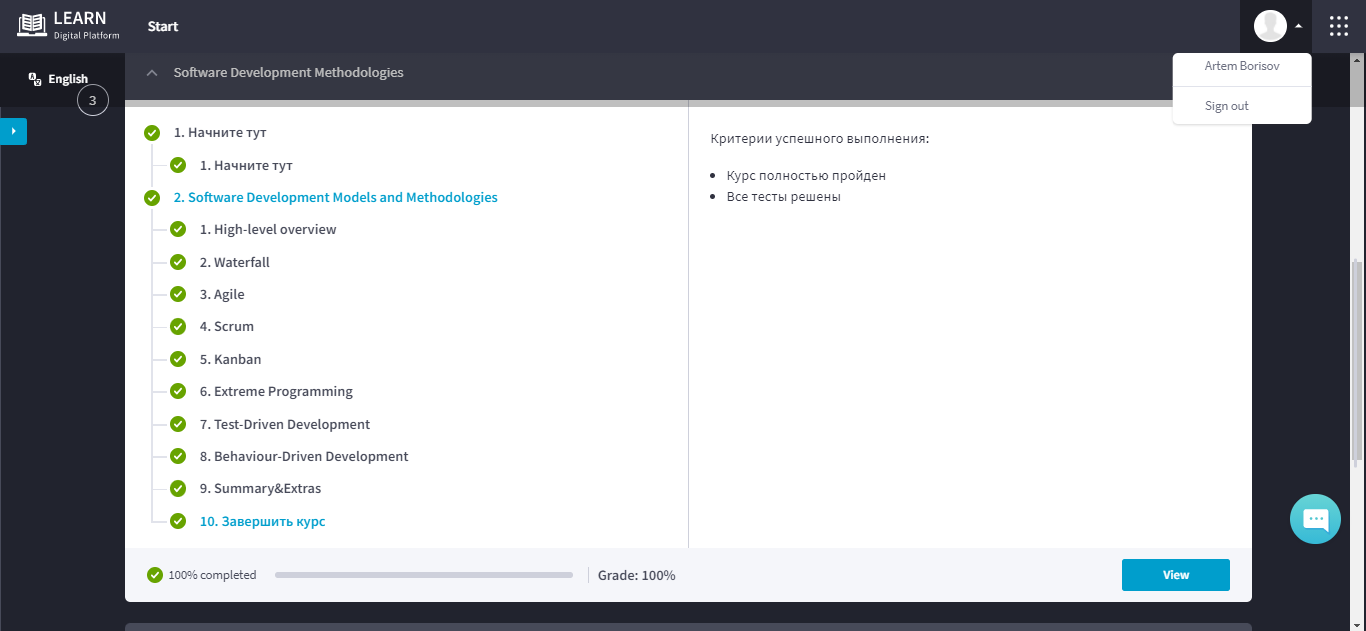 LEARN
Digital Platform
Start
English
3
Software Development Methodologies
Artem Borisov
Sign out
1. Начните тут
1. Начните тут
2. Software Development Models and Methodologies
1. High-level overview
2. Waterfall
3. Agile
4. Scrum
5. Kanban
6. Extreme Programming
7. Test-Driven Development
8. Behaviour-Driven Development
9. Summary&Extras
10. Завершить курс
Критерии успешного выполнения:
Курс полностью пройден
Все тесты решены
100% completed
Grade: 100%
View